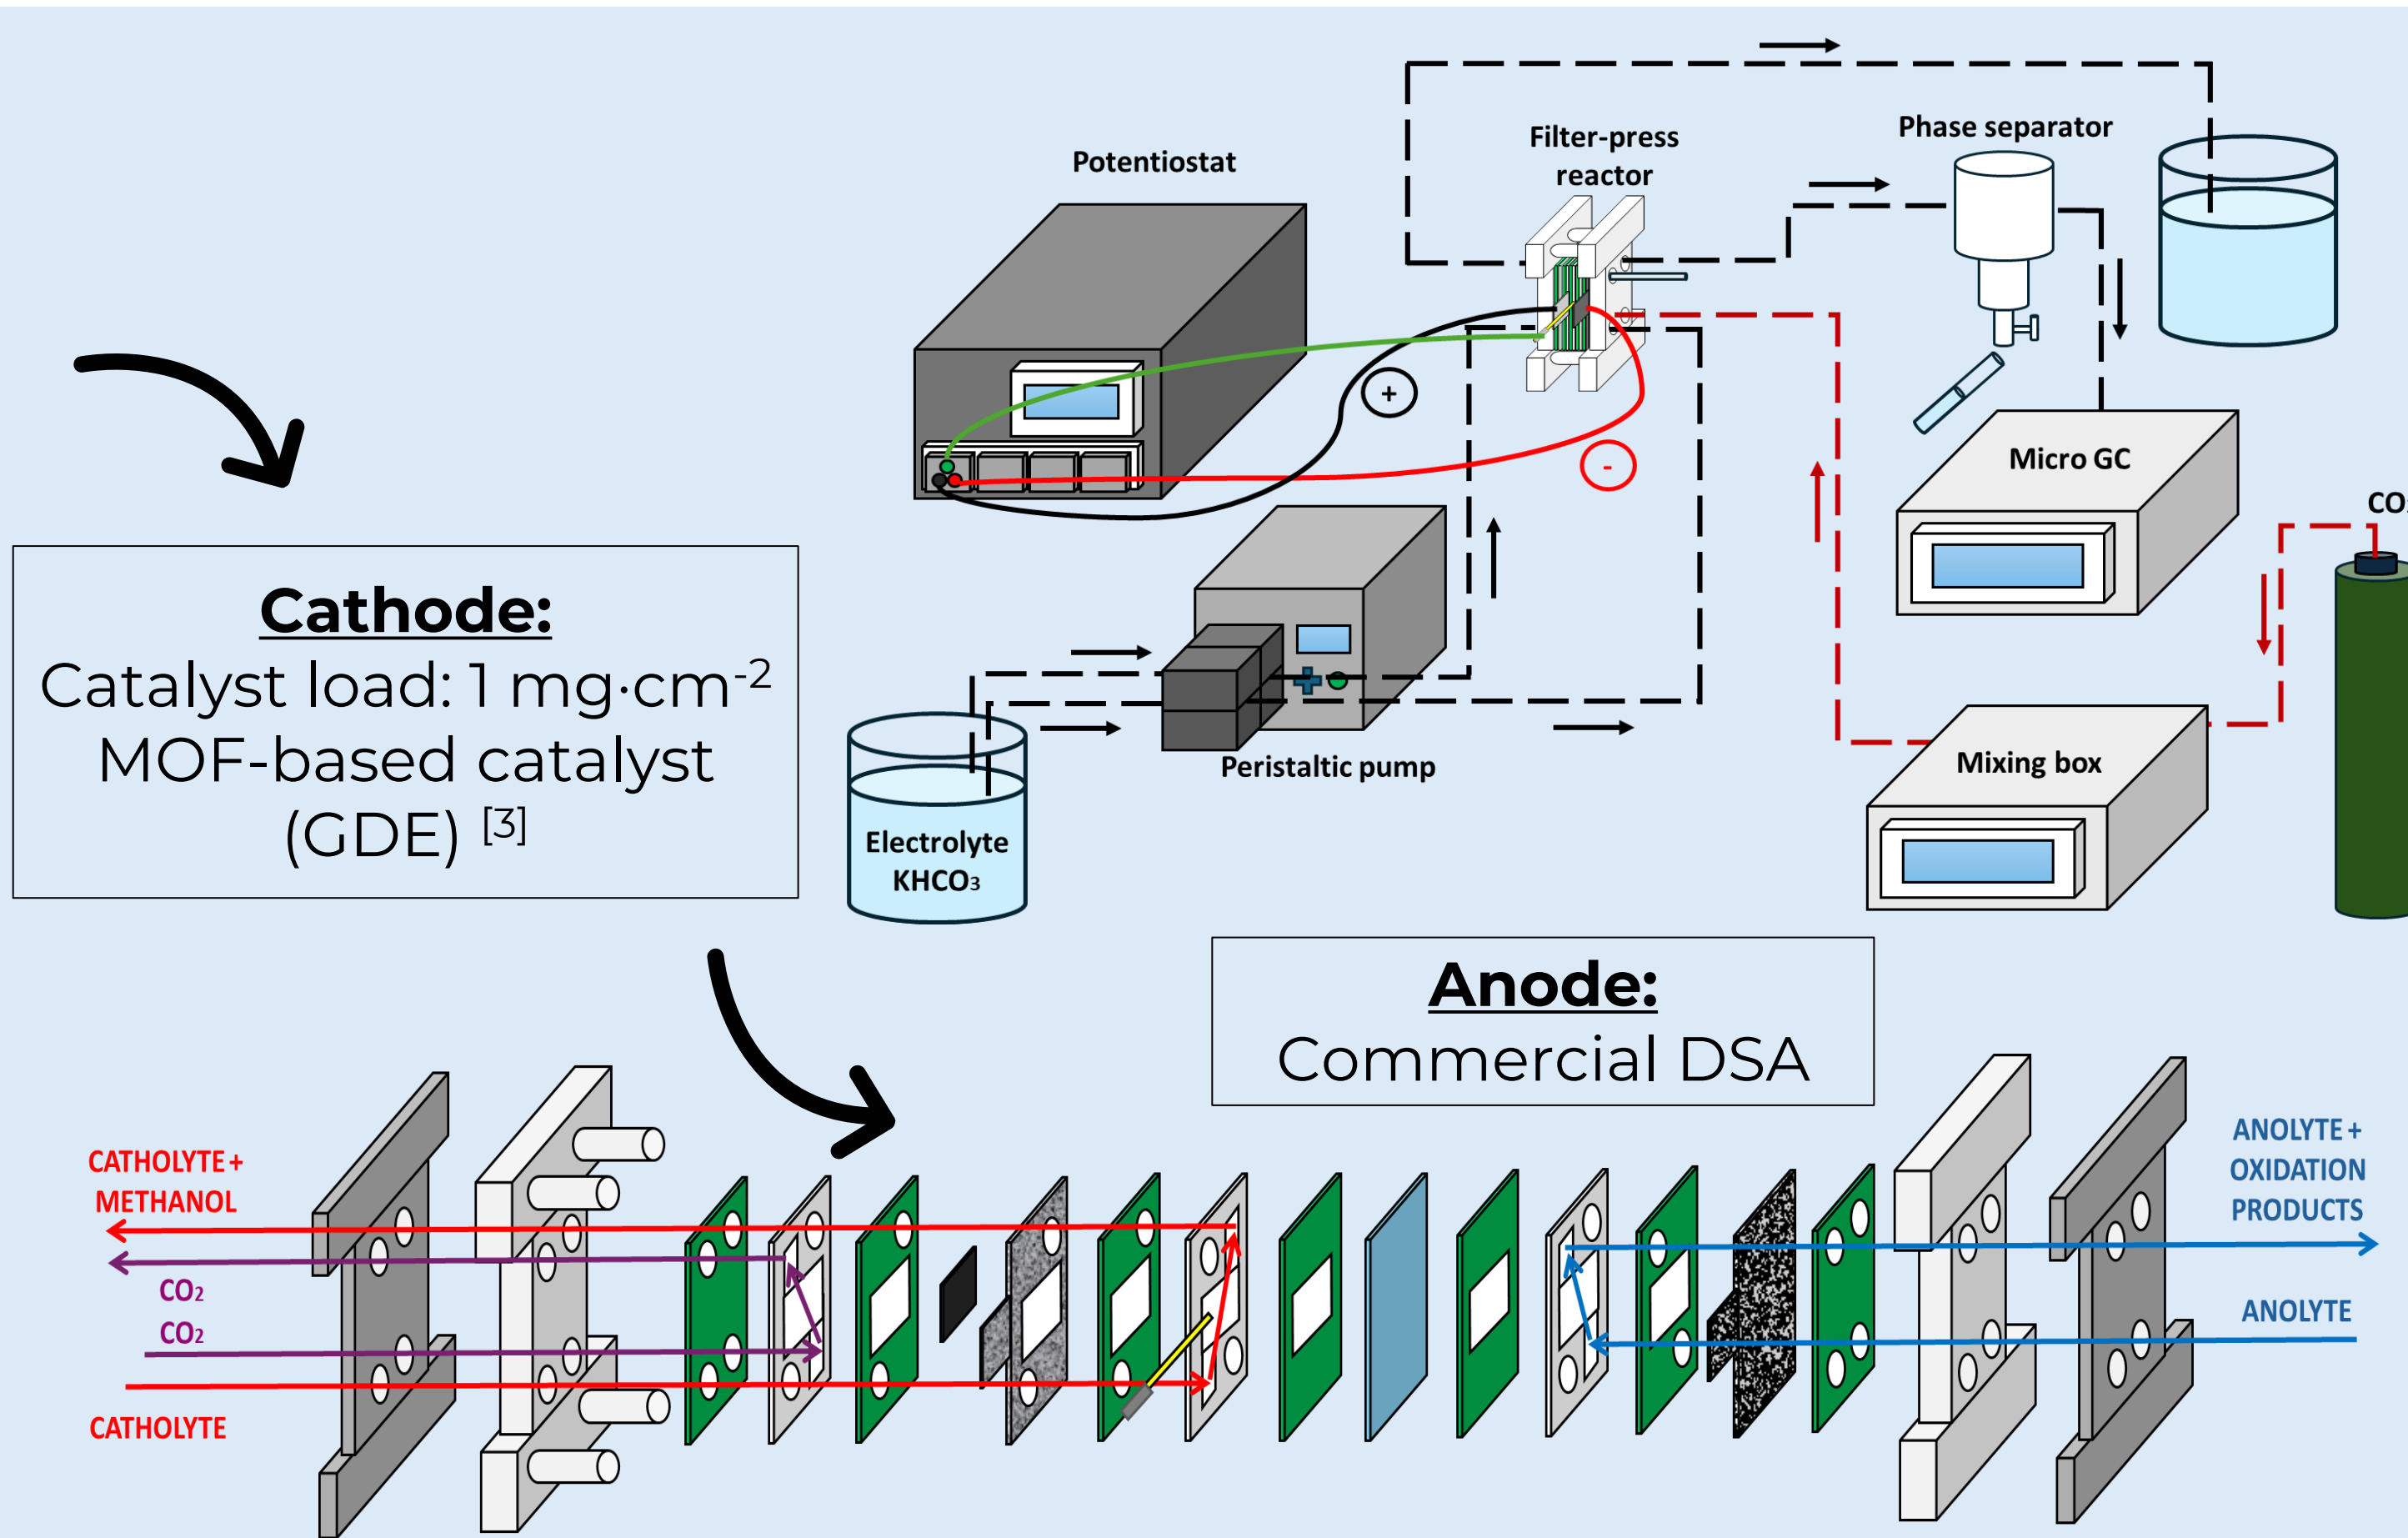 Filter-press
reactor
Phase separator
Potentiostat
+
-
Micro GC
CO
Cathode:
Catalyst load: 1 mg·cm⁻²
MOF-based catalyst
(GDE) [3]
Peristaltic pump
Mixing box
Electrolyte
KHCO₃
Anode:
Commercial DSA
CATHOLYTE +
METHANOL
CO₂
CO₂
CATHOLYTE
ANOLYTE +
OXIDATION
PRODUCTS
ANOLYTE